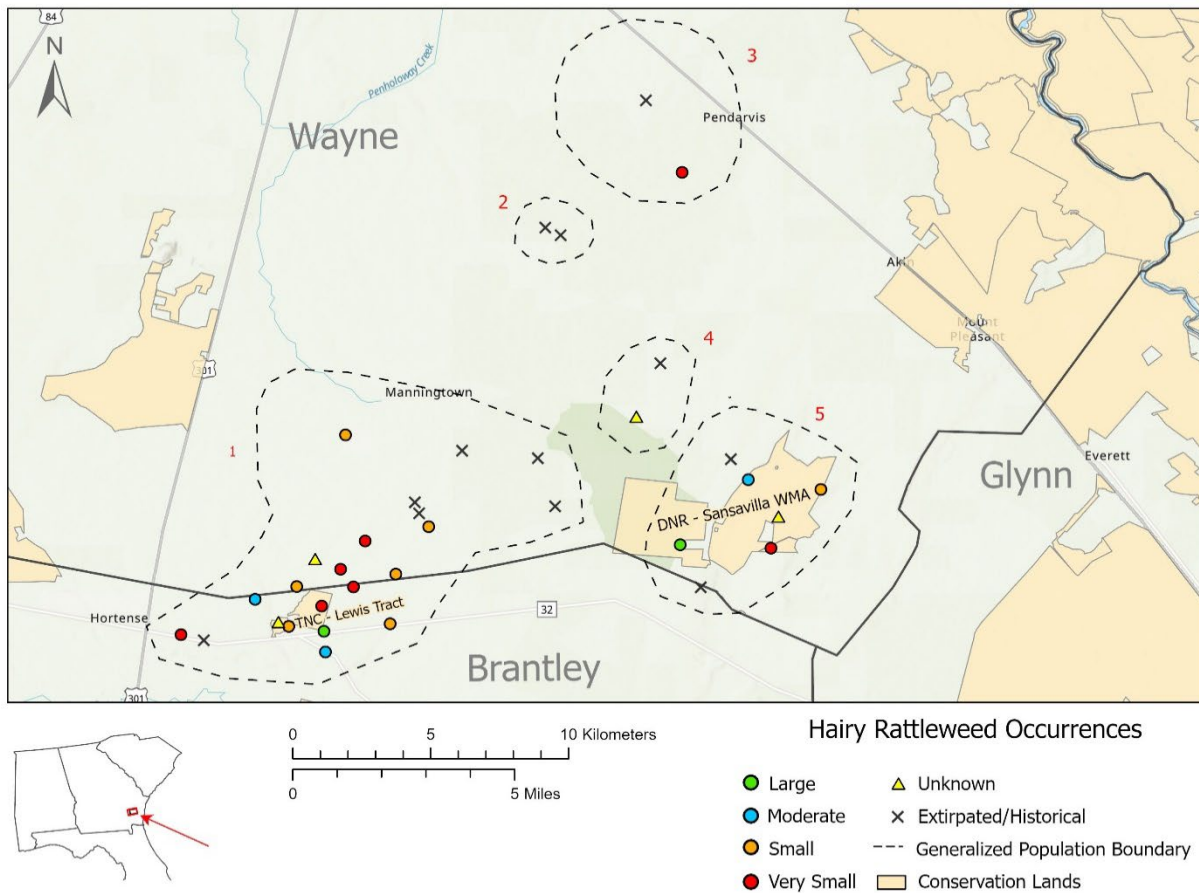 84
N
Penholoway Creek
3
Pendarvis
Wayne
2
Akin
Mount
Pleasant
301
4
Manningtown
5
1
Everett
Glynn
DNR - Sansavilla WMA
Hortense
TNC - Lewis Tract
32
Brantley
301
Hairy Rattleweed Occurrences
0 5 10 Kilometers
0 5 Miles
Large
Unknown
Moderate
Extirpated/Historical
Small
Generalized Population Boundary
Very Small
Conservation Lands